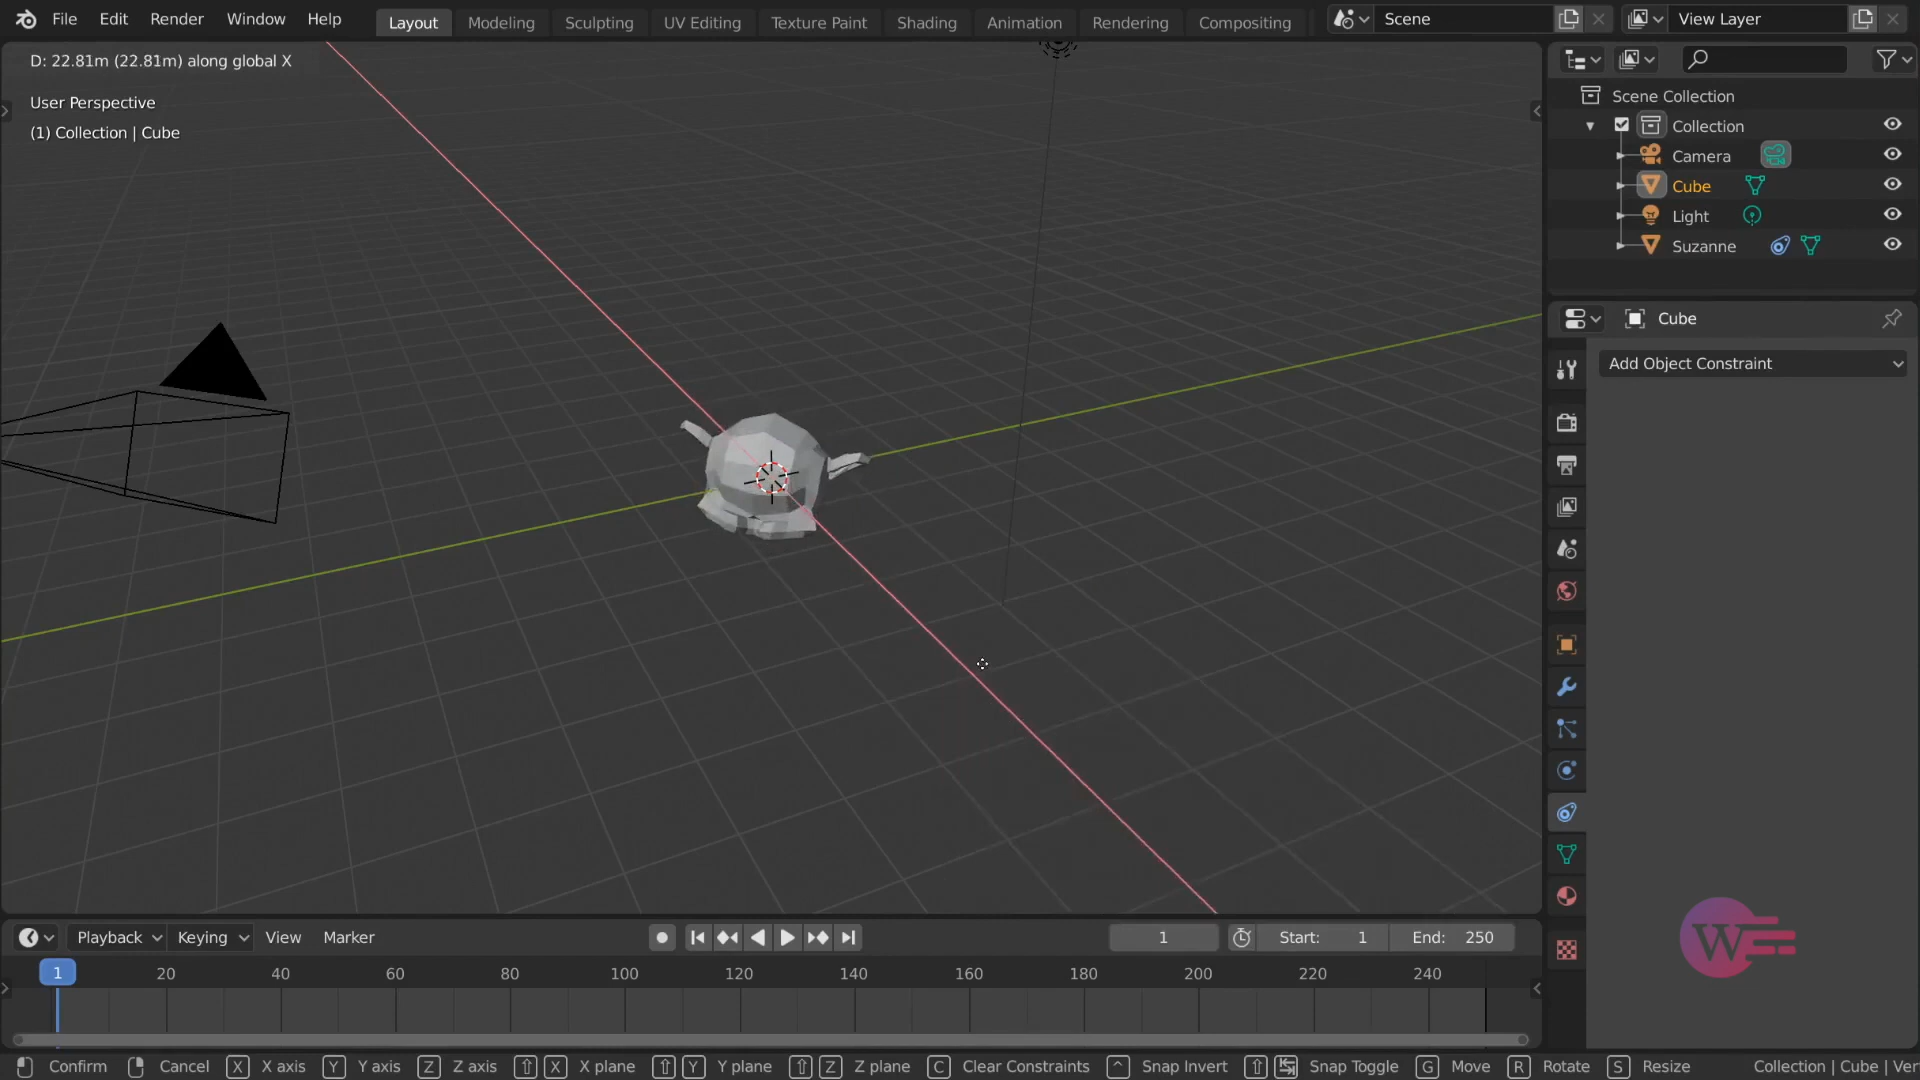 File Edit Render Window Help Layout Modeling Sculpting UV Editing Texture Paint Shading Animation Rendering Compositing Scene View Layer
D: 22.81m (22.81m) along global X
User Perspective
(1) Collection | Cube
Scene Collection
Collection
Camera
Cube
Light
Suzanne
Cube
Add Object Constraint
W
Playback Keying View Marker 1 Start: 1 End: 250
1 20 40 60 80 100 120 140 160 180 200 220 240
Confirm Cancel X X axis Y Y axis Z Z axis X X plane Y Y plane Z Z plane C Clear Constraints ^ Snap Invert Snap Toggle G Move R Rotate S Resize Collection | Cube | Ver